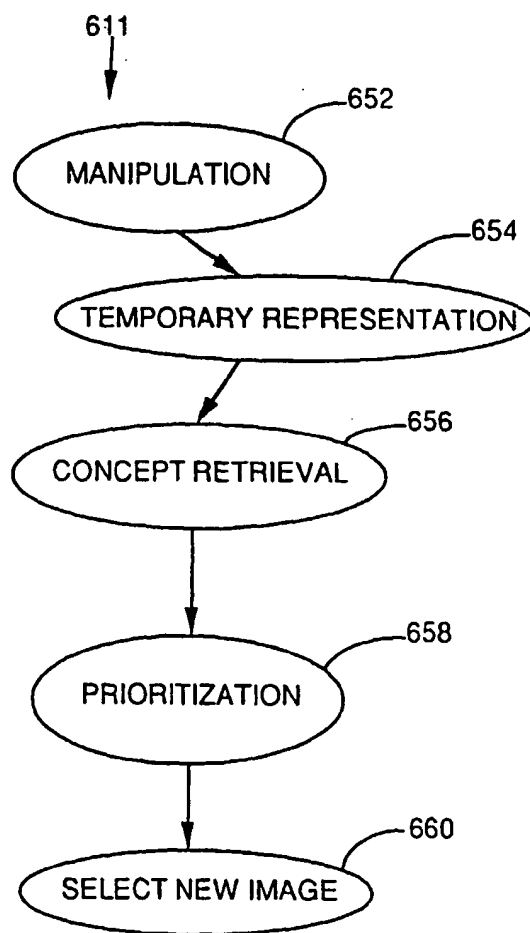 611
652
MANIPULATION
654
TEMPORARY REPRESENTATION
656
CONCEPT RETRIEVAL
658
PRIORITIZATION
660
SELECT NEW IMAGE